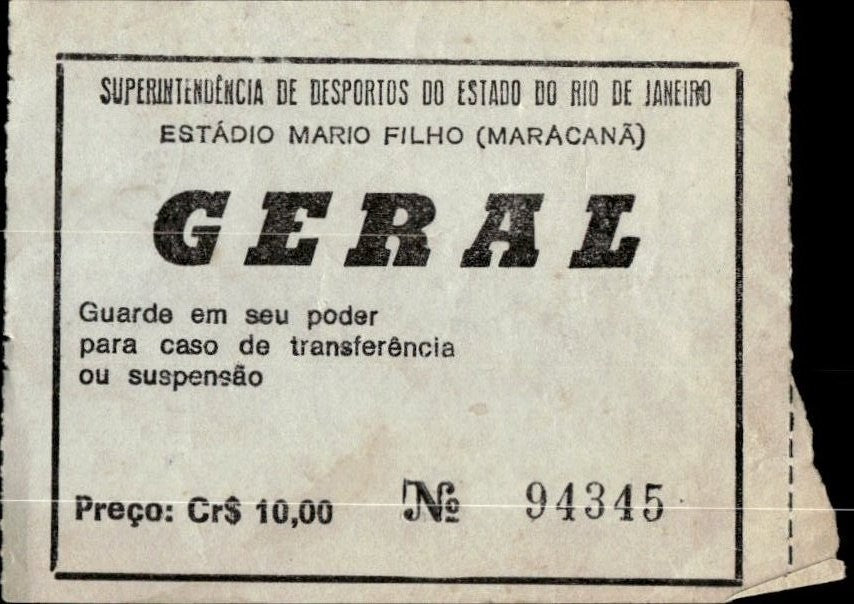 SUPERINTENDÊNCIA DE DESPORTOS DO ESTADO DO RIO DE JANEIRO
ESTÁDIO MARIO FILHO (MARACANÃ)
GERAL
Guarde em seu poder
para caso de transferência
ou suspensão
Preço: Cr$ 10,00 Nº 94345